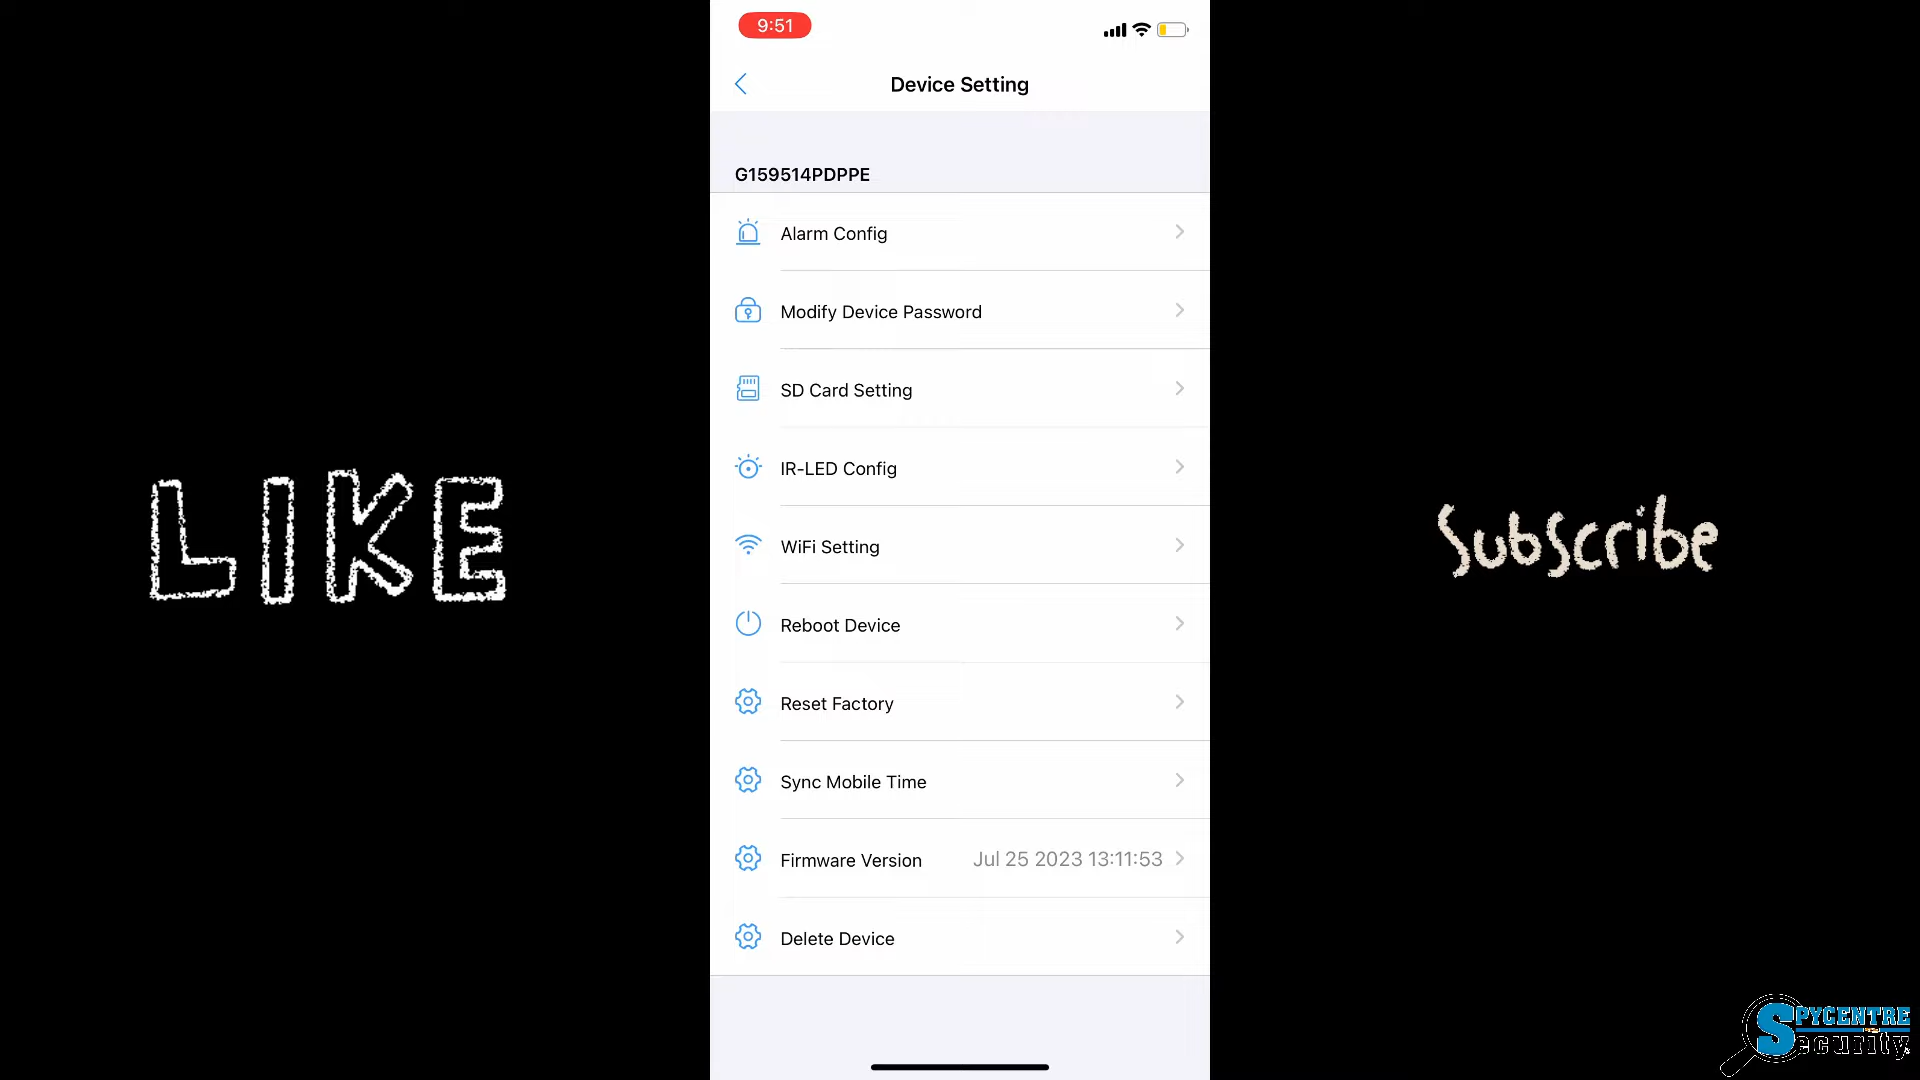 9:51
Device Setting
G159514PDPPE
Alarm Config
Modify Device Password
SD Card Setting
IR-LED Config
WiFi Setting
Reboot Device
Reset Factory
Sync Mobile Time
Firmware Version Jul 25 2023 13:11:53
Delete Device
LIKE
Subscribe
SPYCENTRE
Security